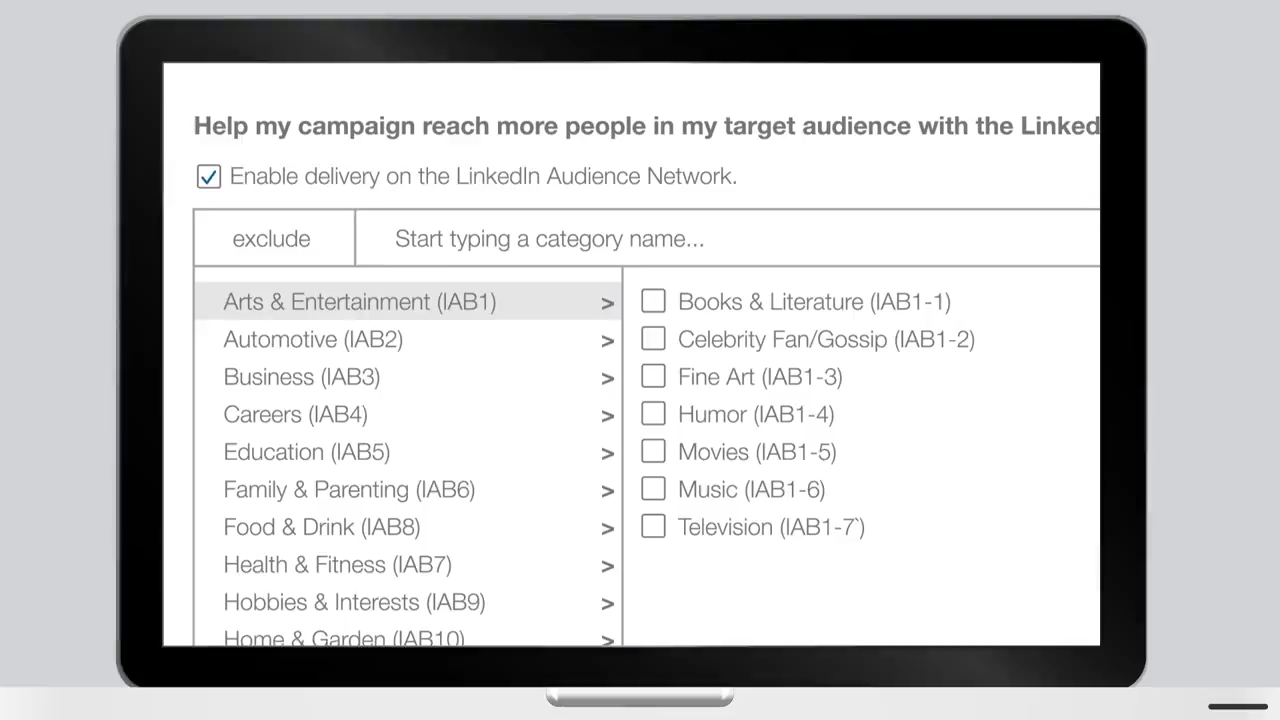 Help my campaign reach more people in my target audience with the Linked
Enable delivery on the LinkedIn Audience Network.
exclude
Start typing a category name...
Arts & Entertainment (IAB1) >
Automotive (IAB2) >
Business (IAB3) >
Careers (IAB4) >
Education (IAB5) >
Family & Parenting (IAB6) >
Food & Drink (IAB8) >
Health & Fitness (IAB7) >
Hobbies & Interests (IAB9) >
Home & Garden (IAB10) >
Books & Literature (IAB1-1)
Celebrity Fan/Gossip (IAB1-2)
Fine Art (IAB1-3)
Humor (IAB1-4)
Movies (IAB1-5)
Music (IAB1-6)
Television (IAB1-7`)